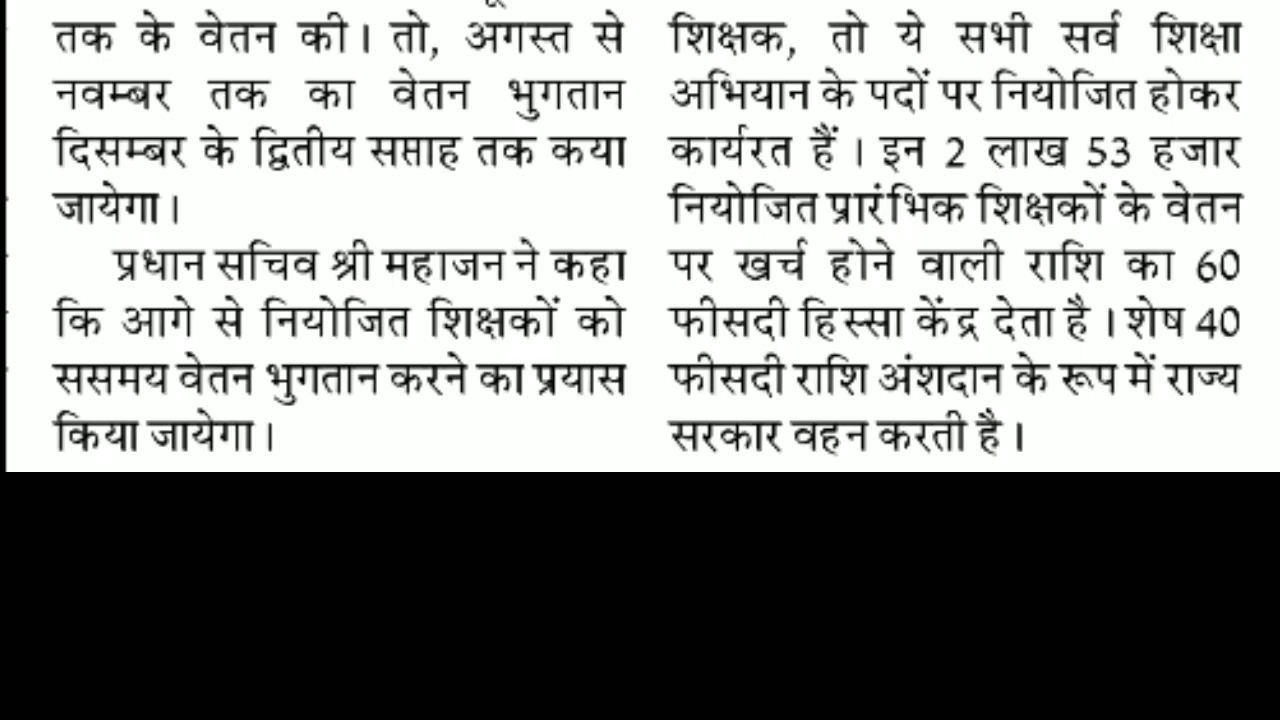 तक के वेतन की। तो, अगस्त से
नवम्बर तक का वेतन भुगतान
दिसम्बर के द्वितीय सप्ताह तक कया
जायेगा।
प्रधान सचिव श्री महाजन ने कहा
कि आगे से नियोजित शिक्षकों को
ससमय वेतन भुगतान करने का प्रयास
किया जायेगा।
शिक्षक, तो ये सभी सर्व शिक्षा
अभियान के पदों पर नियोजित होकर
कार्यरत हैं । इन 2 लाख 53 हजार
नियोजित प्रारंभिक शिक्षकों के वेतन
पर खर्च होने वाली राशि का 60
फीसदी हिस्सा केंद्र देता है । शेष 40
फीसदी राशि अंशदान के रूप में राज्य
सरकार वहन करती है ।